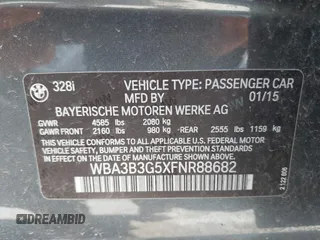 328i
VEHICLE TYPE: PASSENGER CAR
MFD BY
01/15
BAYERISCHE MOTOREN WERKE AG
GVWR 4585 lbs 2080 kg
GAWR FRONT 2160 lbs 980 kg REAR 2555 lbs 1159 kg
THIS VEHICLE CONFORMS TO ALL APPLICABLE
U.S. FEDERAL MOTOR VEHICLE SAFETY, BUMPER, AND
THEFT PREVENTION STANDARDS IN EFFECT ON THE DATE
OF MANUFACTURE SHOWN ABOVE.
WBA3B3G5XFNR88682
DREAMBID